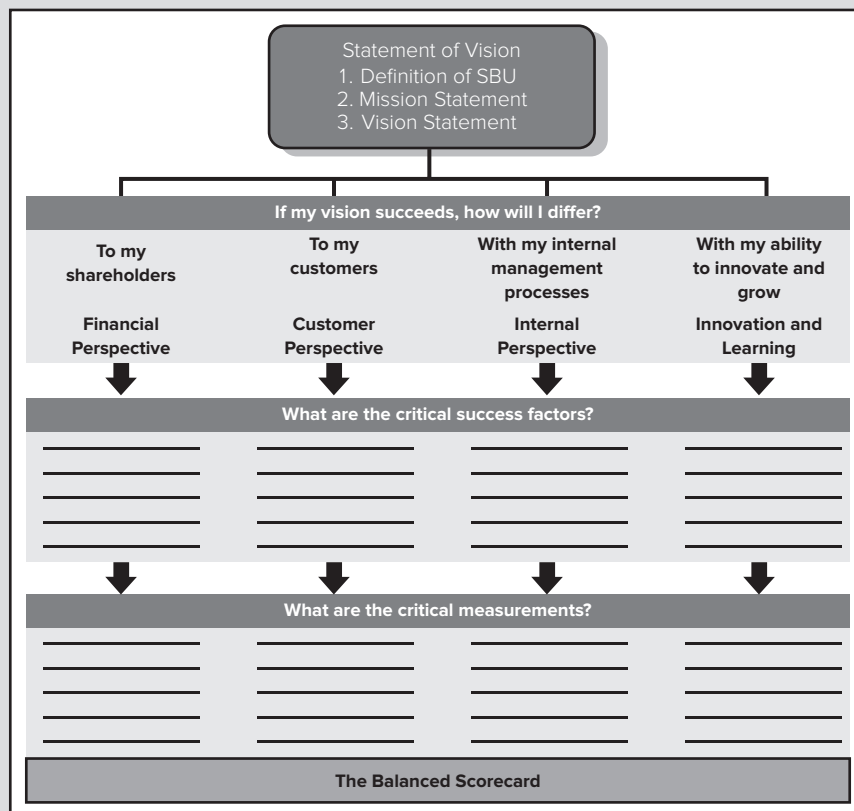 Statement of Vision
1. Definition of SBU
2. Mission Statement
3. Vision Statement
If my vision succeeds, how will I differ?
To my
shareholders
To my
customers
With my internal
management
processes
With my ability
to innovate and
grow
Financial
Perspective
Customer
Perspective
Internal
Perspective
Innovation and
Learning
What are the critical success factors?
What are the critical measurements?
The Balanced Scorecard